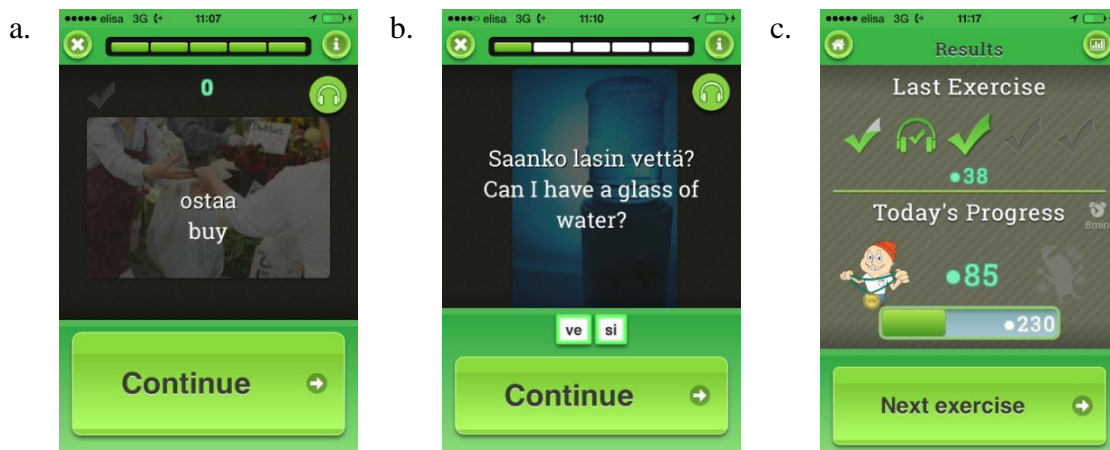 a.
elisa 3G 11:07
0
ostaa
buy
Continue
b.
elisa 3G 11:10
Saanko lasin vettä?
Can I have a glass of
water?
ve si
Continue
c.
elisa 3G 11:17
Results
Last Exercise
38
Today's Progress
8min
85
230
Next exercise